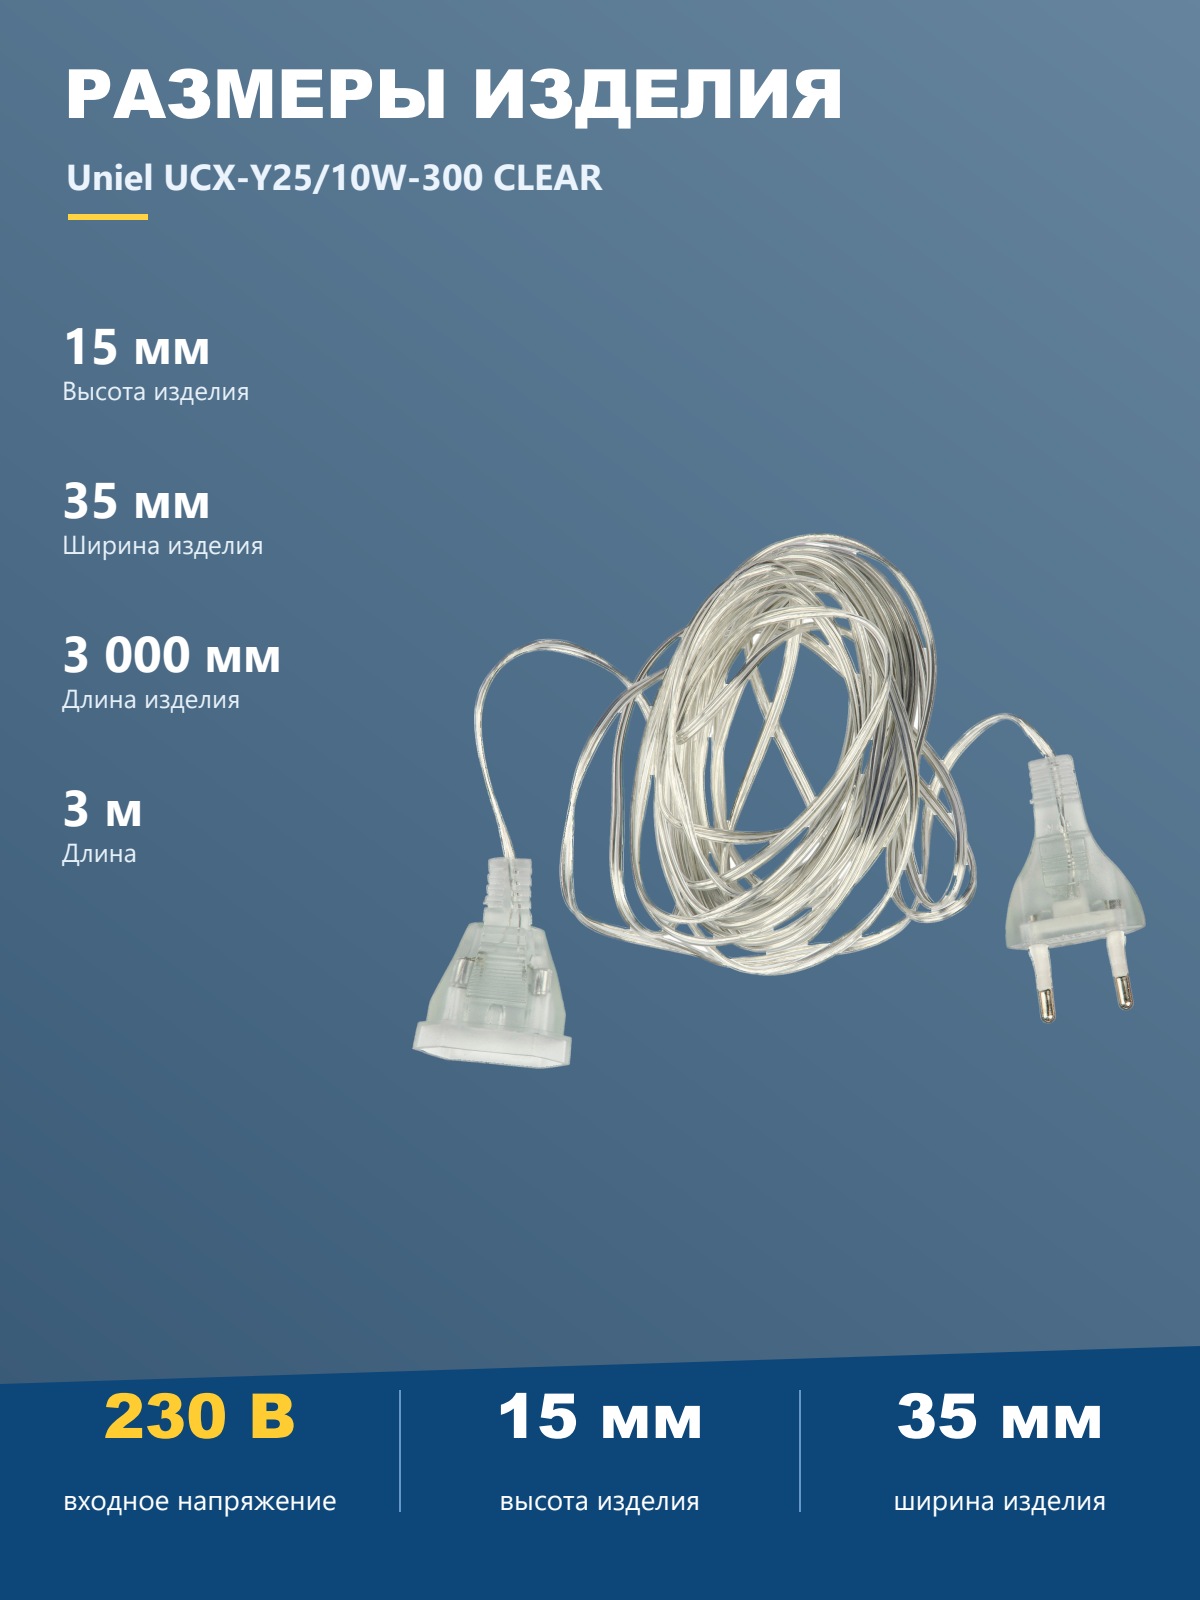 РАЗМЕРЫ ИЗДЕЛИЯ
Uniel UCX-Y25/10W-300 CLEAR
15 мм
Высота изделия
35 мм
Ширина изделия
3 000 мм
Длина изделия
3 м
Длина
230 В
входное напряжение
15 мм
высота изделия
35 мм
ширина изделия